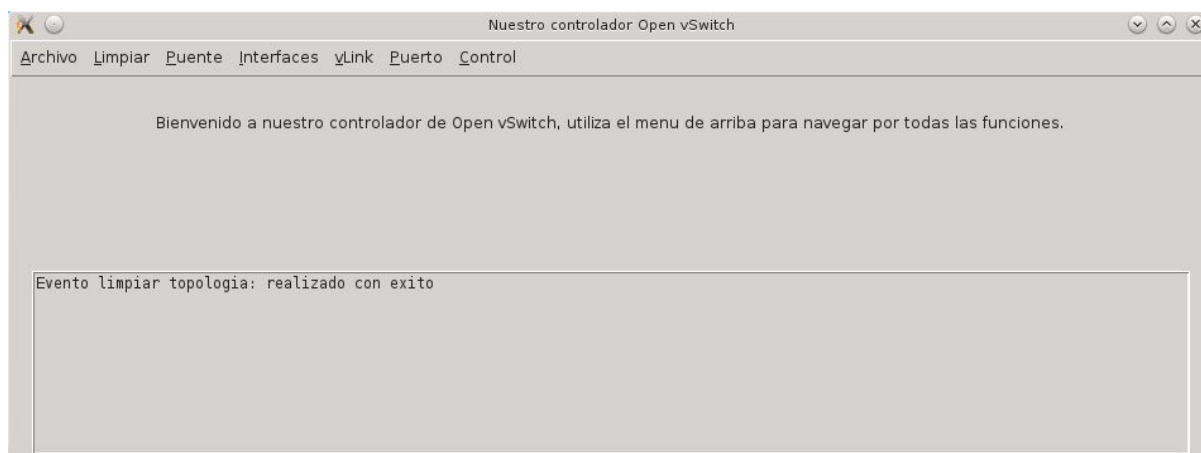 Nuestro controlador Open vSwitch
Archivo Limpiar Puente Interfaces vLink Puerto Control
Bienvenido a nuestro controlador de Open vSwitch, utiliza el menu de arriba para navegar por todas las funciones.
Evento limpiar topologia: realizado con exito